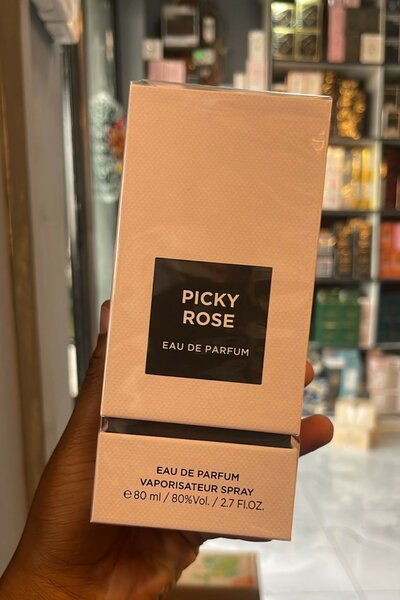 PICKY
ROSE
EAU DE PARFUM
EAU DE PARFUM
VAPORISATEUR SPRAY
℮ 80 ml / 80%Vol. / 2.7 Fl.OZ.